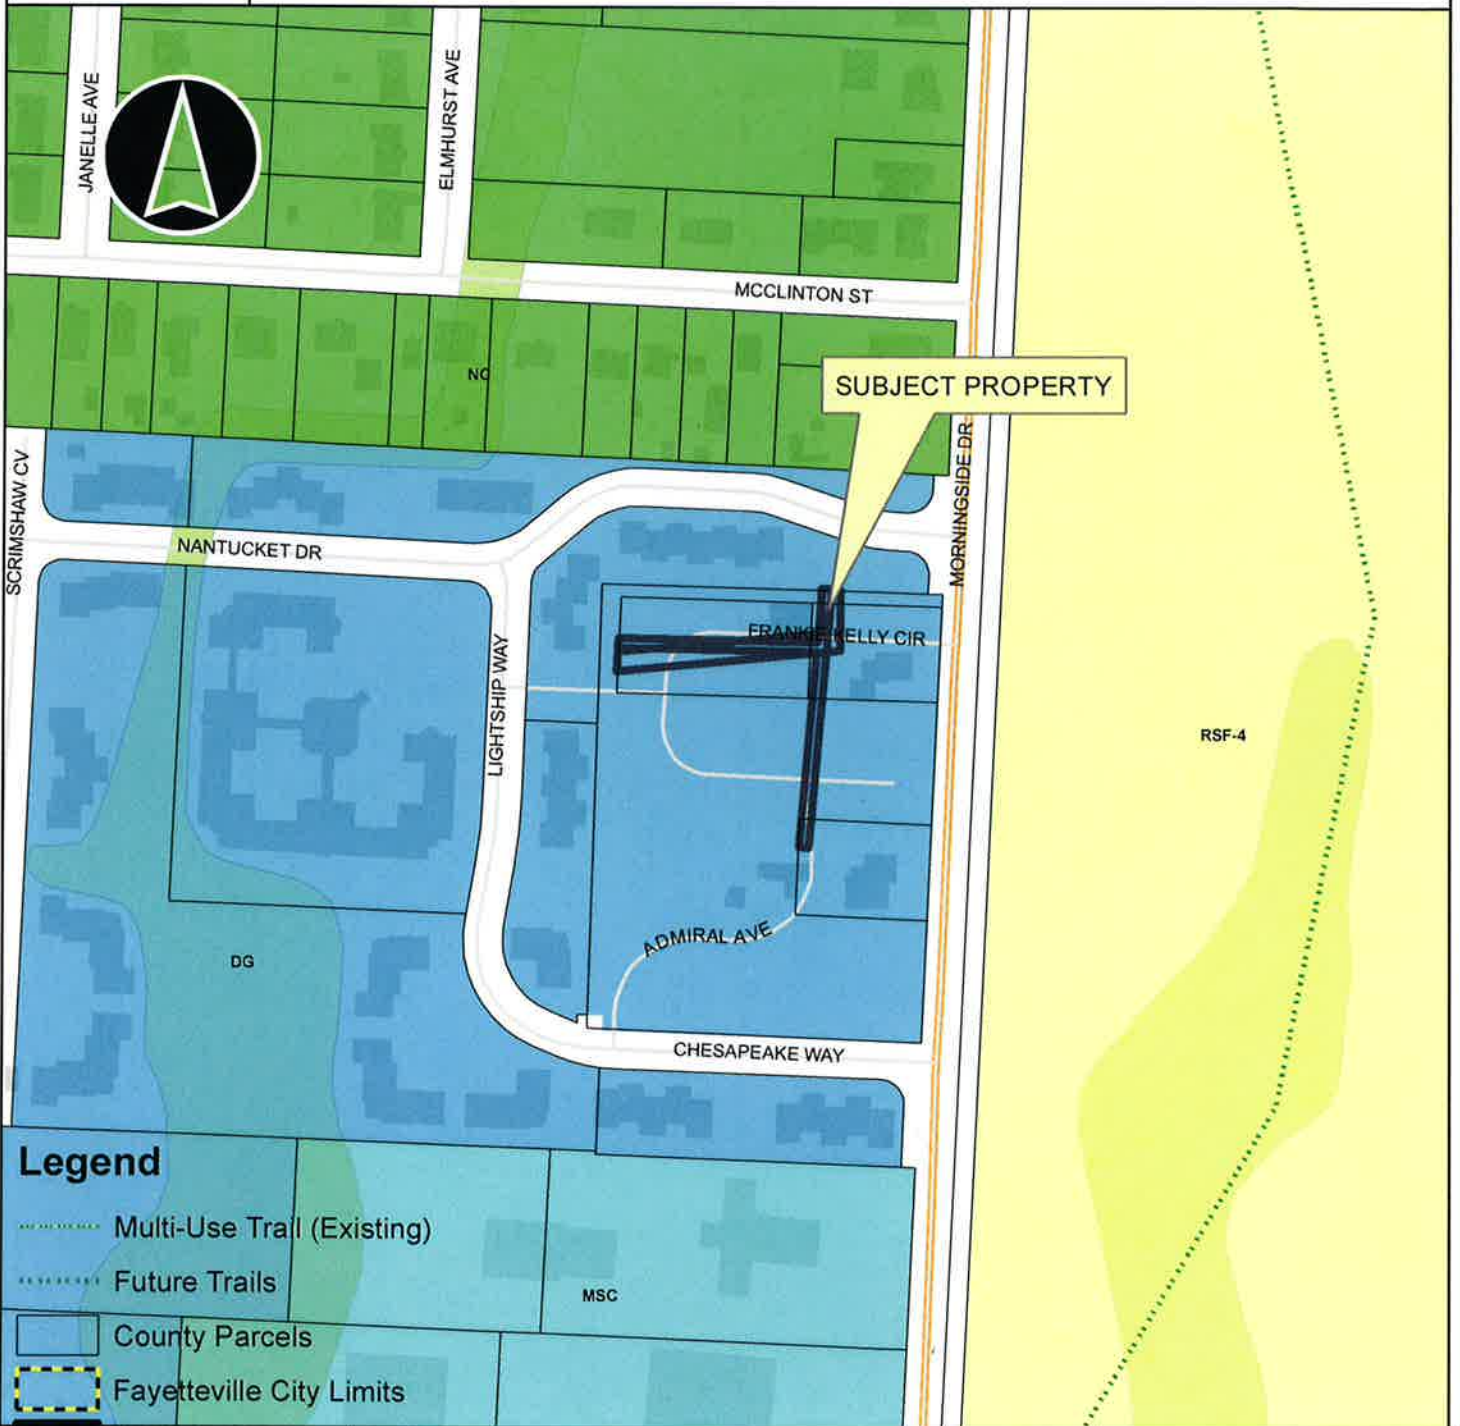 JANELLE AVE
ELMHURST AVE
MCCLINTON ST
NC
SUBJECT PROPERTY
SCRIMSHAW CV
NANTUCKET DR
MORNINGSIDE DR
FRANKIE KELLY CIR
LIGHTSHIP WAY
RSF-4
ADMIRAL AVE
DG
CHESAPEAKE WAY
Legend
Multi-Use Trail (Existing)
Future Trails
MSC
County Parcels
Fayetteville City Limits